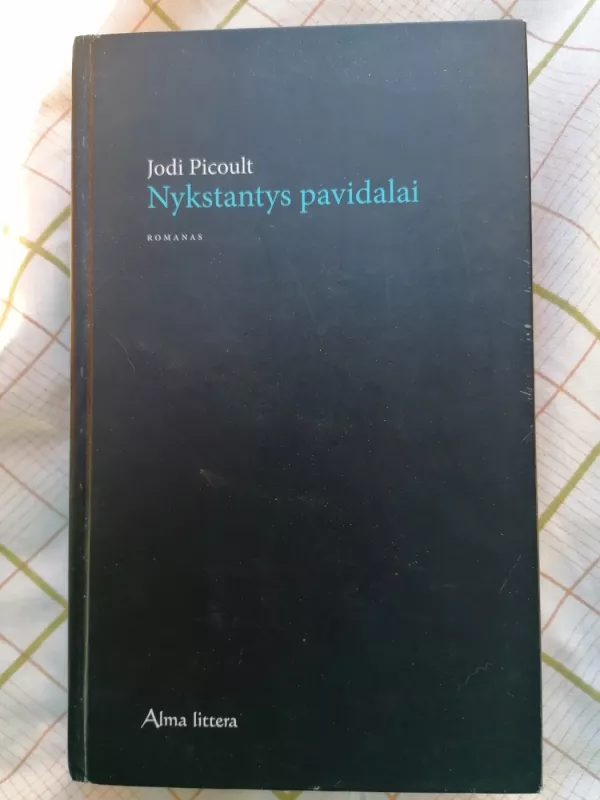 Jodi Picoult
Nykstantys pavidalai
ROMANAS
Alma littera